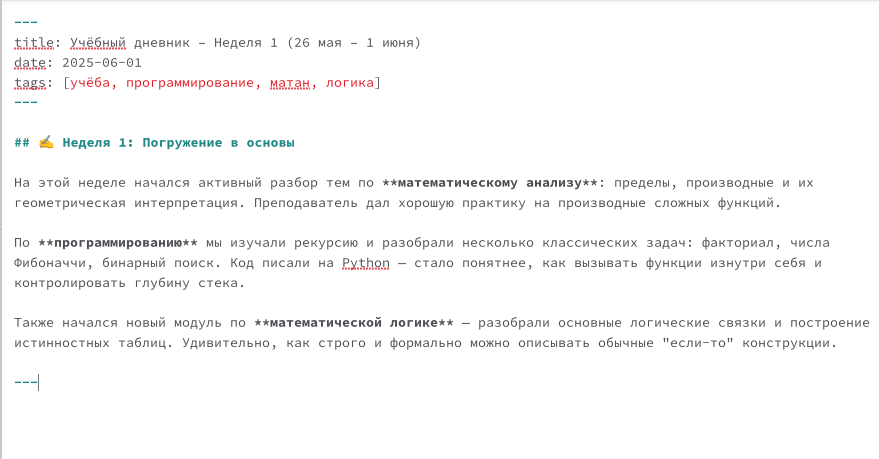 ---
title: Учёбный дневник – Неделя 1 (26 мая – 1 июня)
date: 2025-06-01
tags: [учёба, программирование, матан, логика]
---
## ✍️ Неделя 1: Погружение в основы
На этой неделе начался активный разбор тем по **математическому анализу**: пределы, производные и их
геометрическая интерпретация. Преподаватель дал хорошую практику на производные сложных функций.
По **программированию** мы изучали рекурсию и разобрали несколько классических задач: факториал, числа
Фибоначчи, бинарный поиск. Код писали на Python — стало понятнее, как вызывать функции изнутри себя и
контролировать глубину стека.
Также начался новый модуль по **математической логике** — разобрали основные логические связки и построение
истинностных таблиц. Удивительно, как строго и формально можно описывать обычные "если–то" конструкции.
---